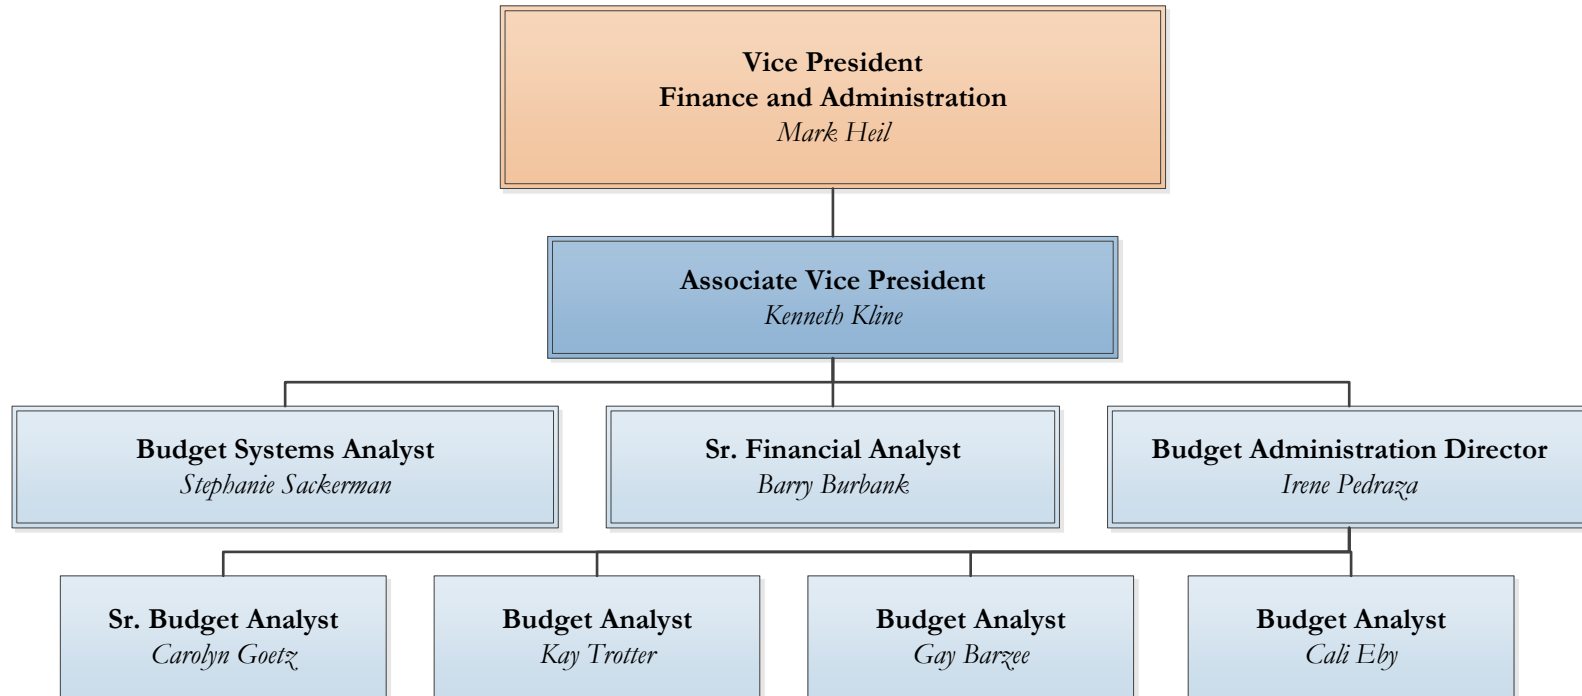 Vice President
Finance and Administration
Mark Heil
Associate Vice President
Kenneth Kline
Budget Systems Analyst
Stephanie Sackerman
Sr. Financial Analyst
Barry Burbank
Budget Administration Director
Irene Pedraza
Sr. Budget Analyst
Carolyn Goetz
Budget Analyst
Kay Trotter
Budget Analyst
Gay Barzee
Budget Analyst
Cali Eby